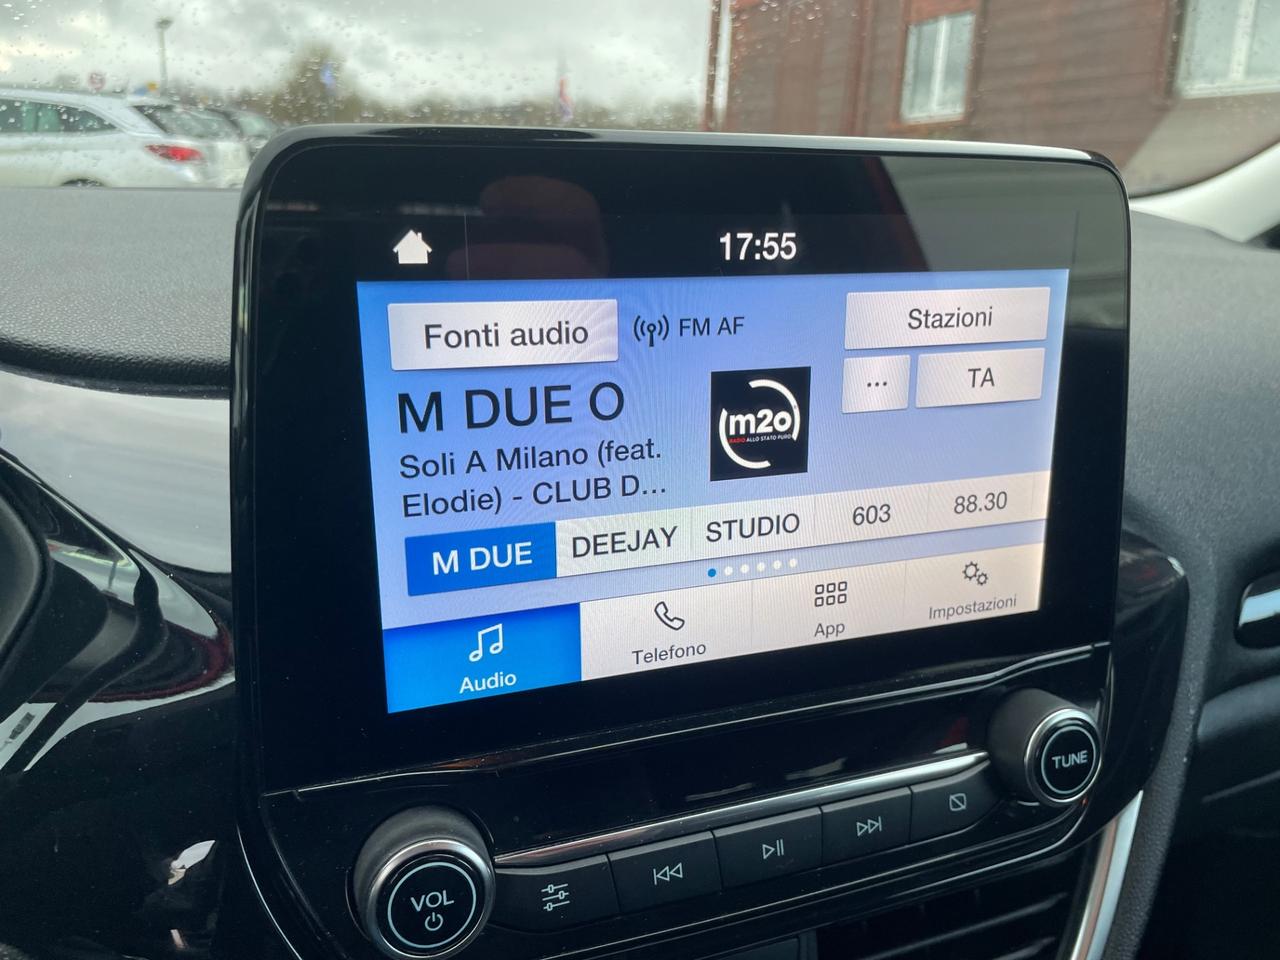 17:55
Fonti audio
FM AF
Stazioni
...
TA
M DUE O
Soli A Milano (feat.
Elodie) - CLUB D...
m2o
RADIO ALLO STATO PURO
M DUE
DEEJAY
STUDIO
603
88.30
Audio
Telefono
App
Impostazioni
VOL
TUNE